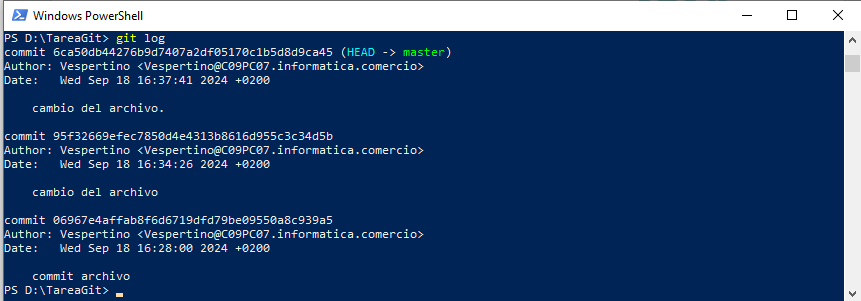 Windows PowerShell
PS D:\TareaGit> git log
commit 6ca50db44276b9d7407a2df05170c1b5d8d9ca45 (HEAD -> master)
Author: Vespertino <Vespertino@C09PC07.informatica.comercio>
Date:   Wed Sep 18 16:37:41 2024 +0200
cambio del archivo.
commit 95f32669efec7850d4e4313b8616d955c3c34d5b
Author: Vespertino <Vespertino@C09PC07.informatica.comercio>
Date:   Wed Sep 18 16:34:26 2024 +0200
cambio del archivo
commit 06967e4affab8f6d6719dfd79be09550a8c939a5
Author: Vespertino <Vespertino@C09PC07.informatica.comercio>
Date:   Wed Sep 18 16:28:00 2024 +0200
commit archivo
PS D:\TareaGit>